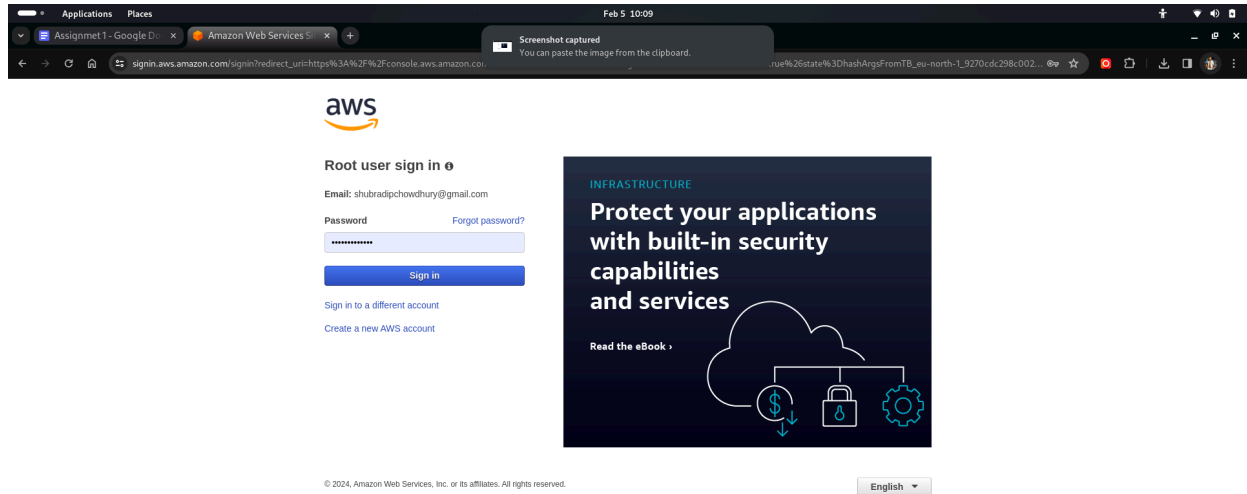 Applications Places
Feb 5 10:09
Assignmet 1 - Google Do
Amazon Web Services Si
Screenshot captured
You can paste the image from the clipboard.
signin.aws.amazon.com/signin?redirect_uri=https%3A%2F%2Fconsole.aws.amazon.co
rue%26state%3DhashArgsFromTB_eu-north-1_9270cdc298c002...
aws
Root user sign in
Email: shubradipchowdhury@gmail.com
Password Forgot password?
Sign in
Sign in to a different account
Create a new AWS account
INFRASTRUCTURE
Protect your applications
with built-in security
capabilities
and services
Read the eBook ›
© 2024, Amazon Web Services, Inc. or its affiliates. All rights reserved.
English